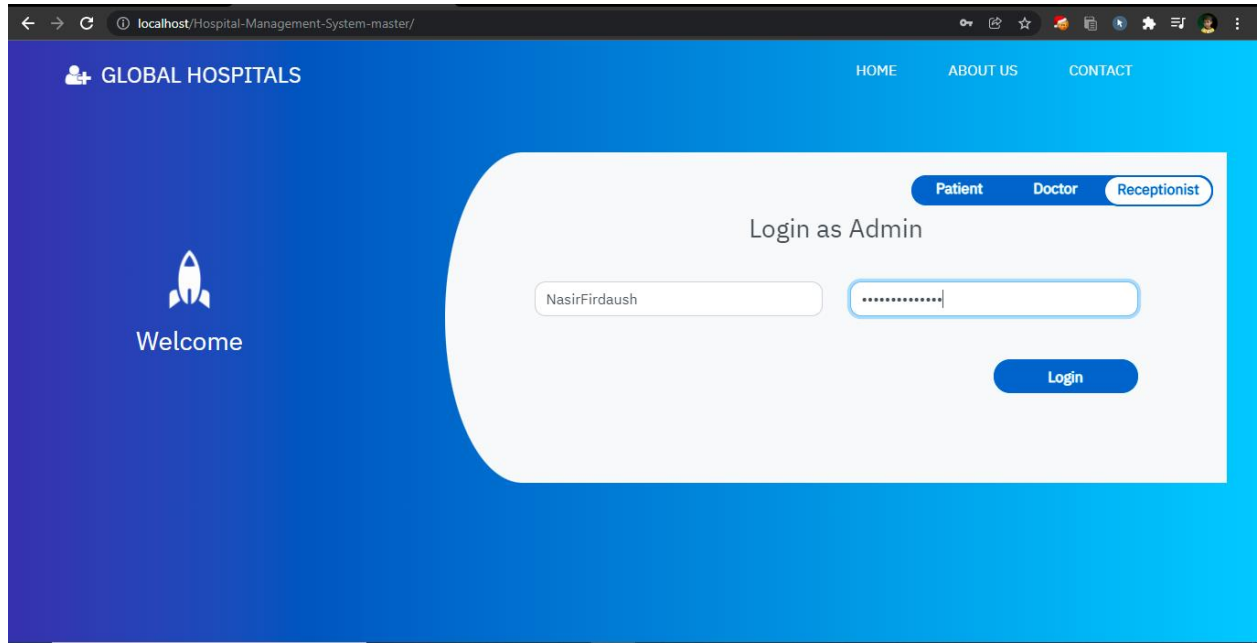 localhost/Hospital-Management-System-master/
GLOBAL HOSPITALS
HOME ABOUT US CONTACT
Patient Doctor Receptionist
Login as Admin
NasirFirdaush ••••••••••••••
Welcome
Login